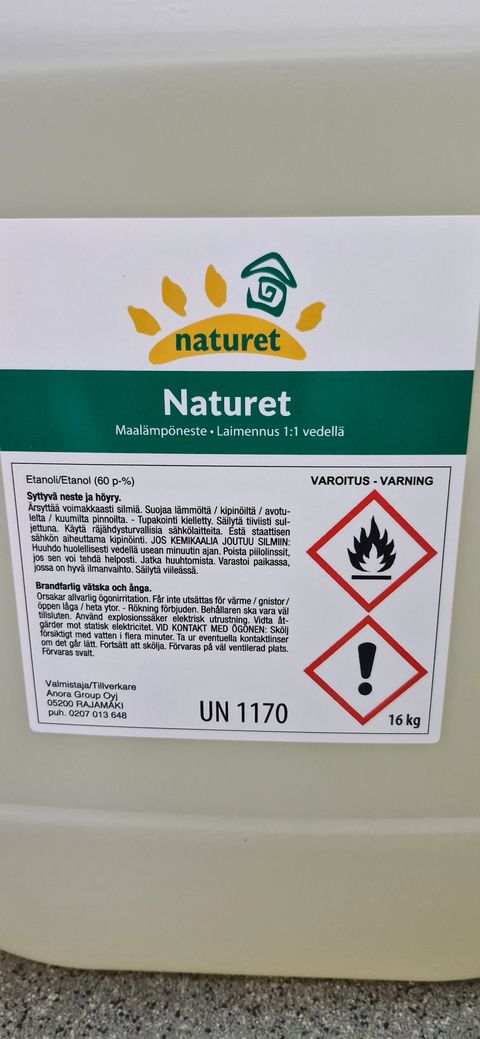 naturet
Naturet
Maalämpöneste • Laimennus 1:1 vedellä
Etanoli/Etanol (60 p-%)
VAROITUS - VARNING
Syttyvä neste ja höyry.
Ärsyttää voimakkaasti silmiä. Suojaa lämmöltä / kipinöiltä / avotu-
lelta / kuumilta pinnoilta. - Tupakointi kielletty. Säilytä tiiviisti sul-
jettuna. Käytä räjähdysturvallisia sähkölaitteita. Estä staattisen
sähkön aiheuttama kipinöinti. JOS KEMIKAALIA JOUTUU SILMIIN:
Huuhdo huolellisesti vedellä usean minuutin ajan. Poista piilolinssit,
jos sen voi tehdä helposti. Jatka huuhtomista. Varastoi paikassa,
jossa on hyvä ilmanvaihto. Säilytä viileässä.
Brandfarlig vätska och ånga.
Orsakar allvarlig ögonirritation. Får inte utsättas för värme / gnistor /
öppen låga / heta ytor. - Rökning förbjuden. Behållaren ska vara väl
tillsluten. Använd explosionssäker elektrisk utrustning. Vidta åt-
gärder mot statisk elektricitet. VID KONTAKT MED ÖGONEN: Skölj
försiktigt med vatten i flera minuter. Ta ur eventuella kontaktlinser
om det går lätt. Fortsätt att skölja. Förvaras på väl ventilerad plats.
Förvaras svalt.
Valmistaja/Tillverkare
Anora Group Oyj
05200 RAJAMÄKI
puh. 0207 013 648
UN 1170
16 kg